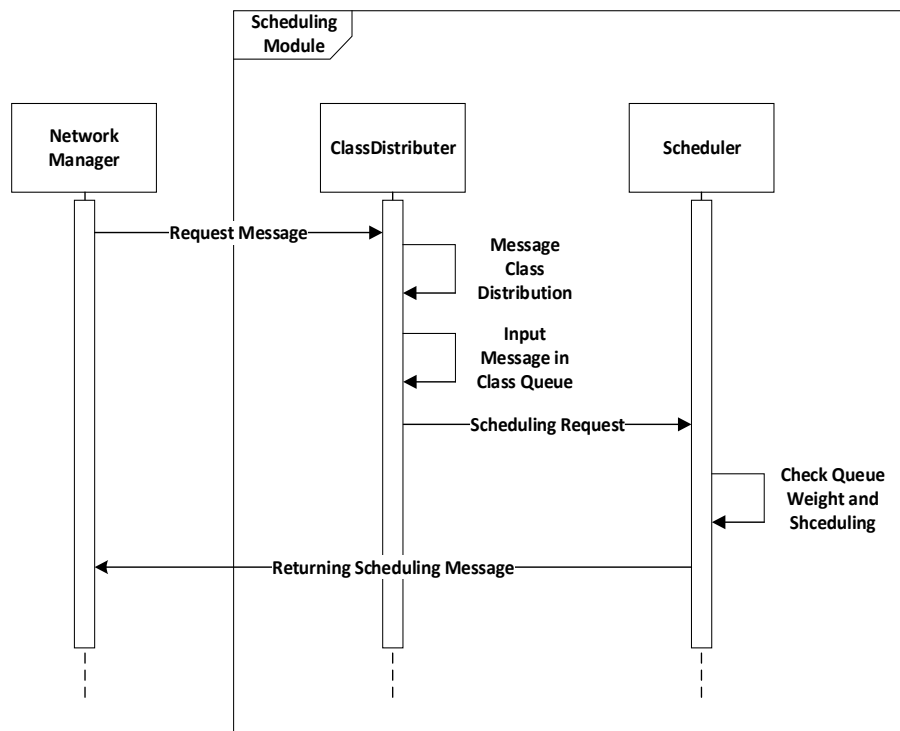 Scheduling
Module
Network
Manager
ClassDistributer
Scheduler
Request Message
Message
Class
Distribution
Input
Message in
Class Queue
Scheduling Request
Check Queue
Weight and
Shceduling
Returning Scheduling Message